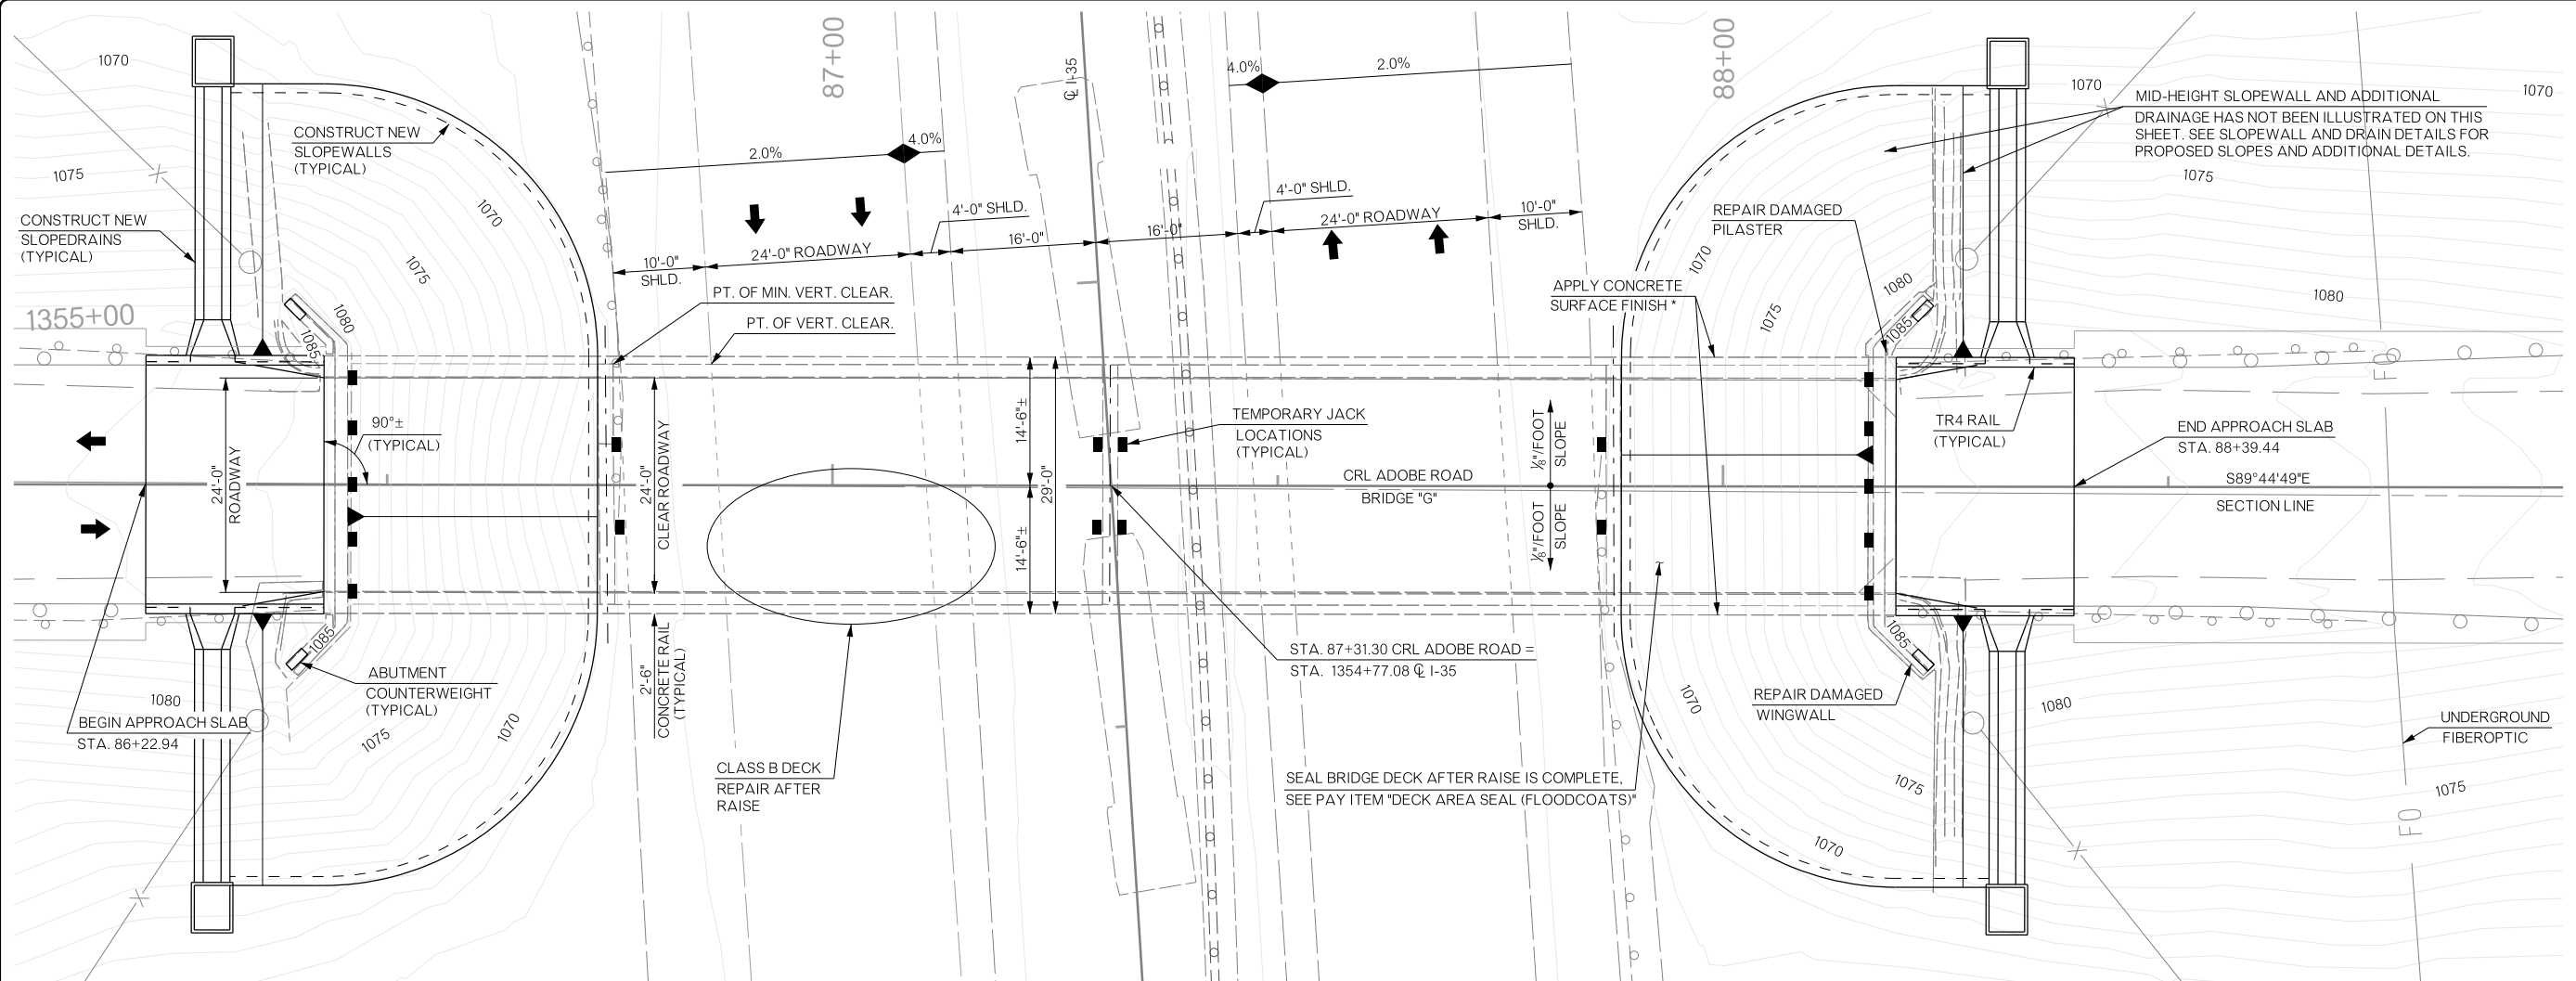 1070
87+00
℄ I-35
4.0%
2.0%
88+00
1070
1070
MID-HEIGHT SLOPEWALL AND ADDITIONAL
DRAINAGE HAS NOT BEEN ILLUSTRATED ON THIS
SHEET. SEE SLOPEWALL AND DRAIN DETAILS FOR
PROPOSED SLOPES AND ADDITIONAL DETAILS.
CONSTRUCT NEW
SLOPEWALLS
(TYPICAL)
2.0%
4.0%
1075
1075
CONSTRUCT NEW
SLOPEDRAINS
(TYPICAL)
1070
1075
10'-0"
SHLD.
24'-0" ROADWAY
4'-0" SHLD.
16'-0"
16'-0"
4'-0" SHLD.
24'-0" ROADWAY
10'-0"
SHLD.
REPAIR DAMAGED
PILASTER
1070
1075
1080
1085
1080
1355+00
1080
1085
PT. OF MIN. VERT. CLEAR.
PT. OF VERT. CLEAR.
APPLY CONCRETE
SURFACE FINISH *
FO
24'-0"
ROADWAY
90°±
(TYPICAL)
24'-0"
CLEAR ROADWAY
14'-6"±
14'-6"±
29'-0"
TEMPORARY JACK
LOCATIONS
(TYPICAL)
CRL ADOBE ROAD
BRIDGE "G"
⅛"/FOOT
SLOPE
⅛"/FOOT
SLOPE
TR4 RAIL
(TYPICAL)
END APPROACH SLAB
STA. 88+39.44
S89°44'49"E
SECTION LINE
1085
ABUTMENT
COUNTERWEIGHT
(TYPICAL)
2'-6"
CONCRETE RAIL
(TYPICAL)
STA. 87+31.30 CRL ADOBE ROAD =
STA. 1354+77.08 ℄ I-35
1085
REPAIR DAMAGED
WINGWALL
1080
1080
BEGIN APPROACH SLAB
STA. 86+22.94
1075
1070
1070
UNDERGROUND
FIBEROPTIC
CLASS B DECK
REPAIR AFTER
RAISE
SEAL BRIDGE DECK AFTER RAISE IS COMPLETE,
SEE PAY ITEM "DECK AREA SEAL (FLOODCOATS)"
1075
1070
1075
FO